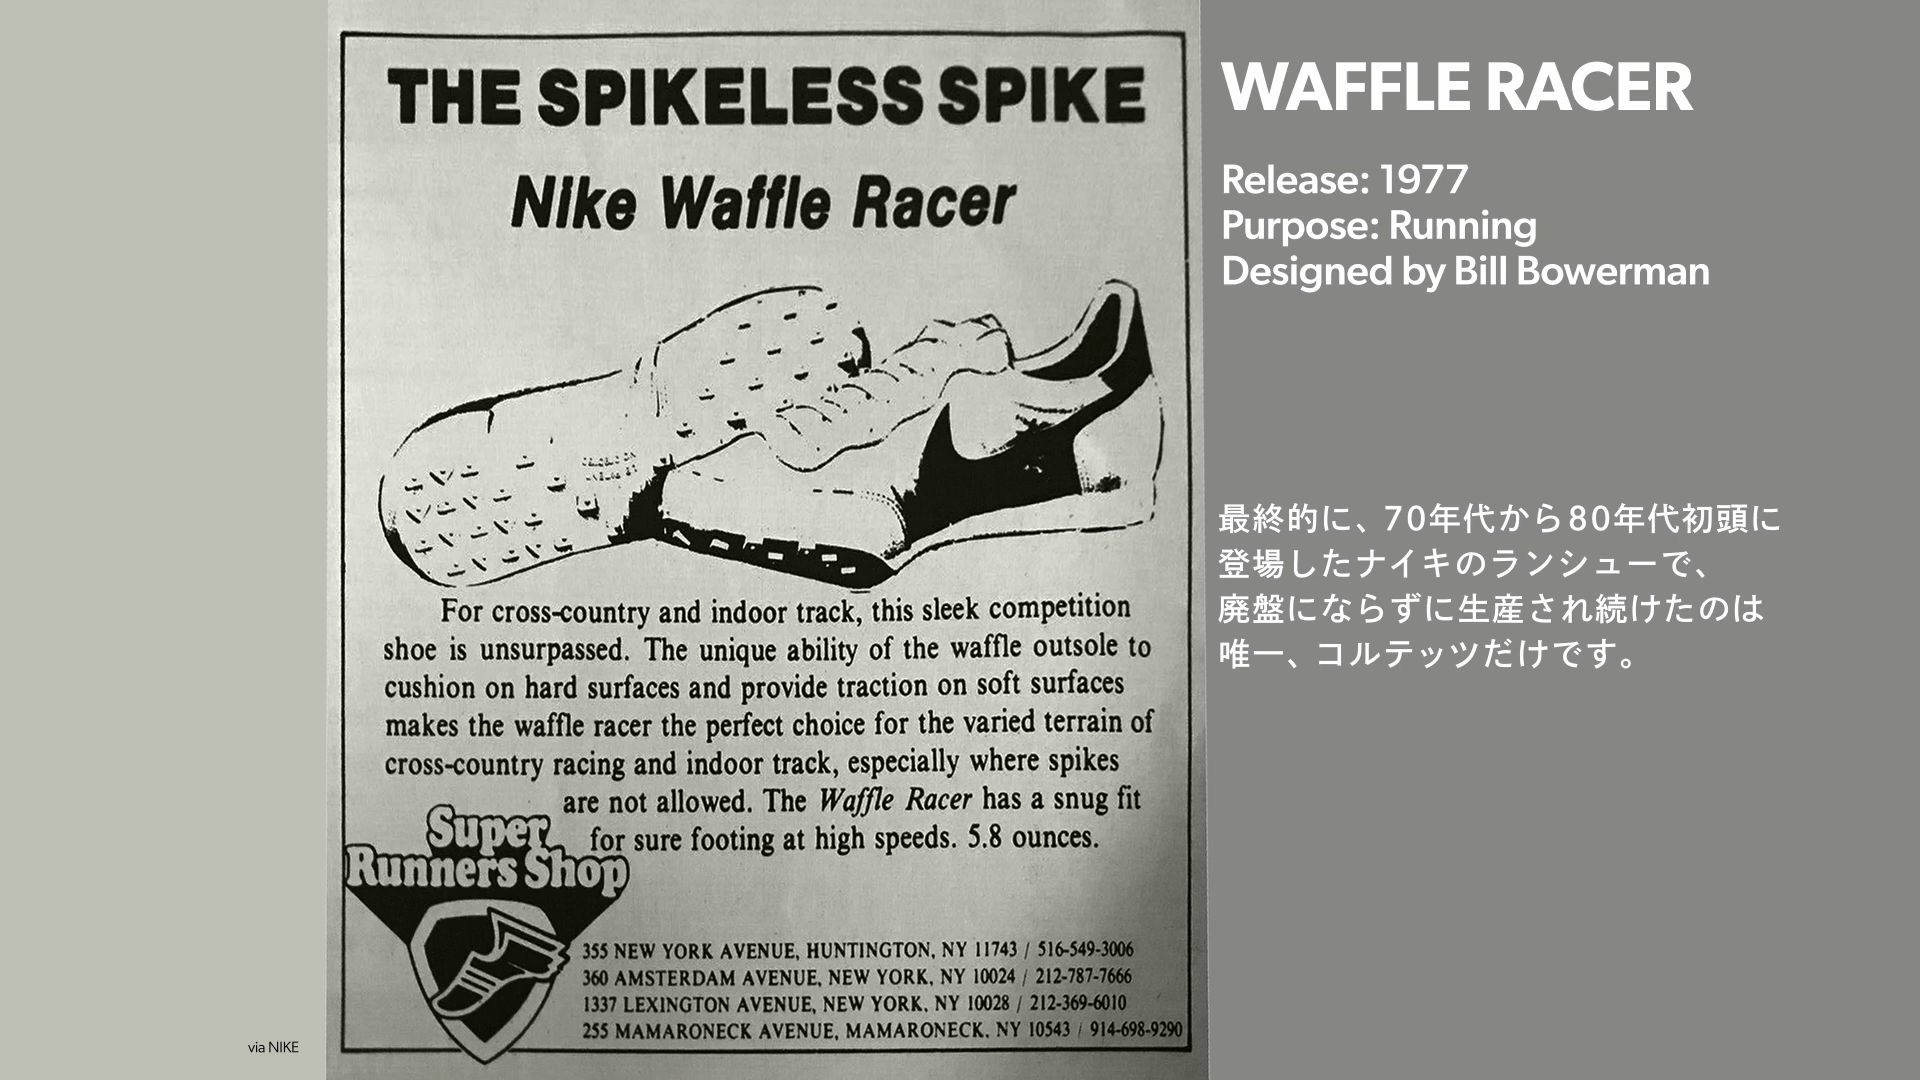 THE SPIKELESS SPIKE
Nike Waffle Racer
For cross-country and indoor track, this sleek competition
shoe is unsurpassed. The unique ability of the waffle outsole to
cushion on hard surfaces and provide traction on soft surfaces
makes the waffle racer the perfect choice for the varied terrain of
cross-country racing and indoor track, especially where spikes
are not allowed. The Waffle Racer has a snug fit
for sure footing at high speeds. 5.8 ounces.
Super
Runners Shop
355 NEW YORK AVENUE, HUNTINGTON, NY 11743 / 516-549-3006
360 AMSTERDAM AVENUE, NEW YORK, NY 10024 / 212-787-7666
1337 LEXINGTON AVENUE, NEW YORK, NY 10028 / 212-369-6010
255 MAMARONECK AVENUE, MAMARONECK, NY 10543 / 914-698-9290
via NIKE
WAFFLE RACER
Release: 1977
Purpose: Running
Designed by Bill Bowerman
最終的に、70年代から80年代初頭に
登場したナイキのランシューで、
廃盤にならずに生産され続けたのは
唯一、コルテッツだけです。